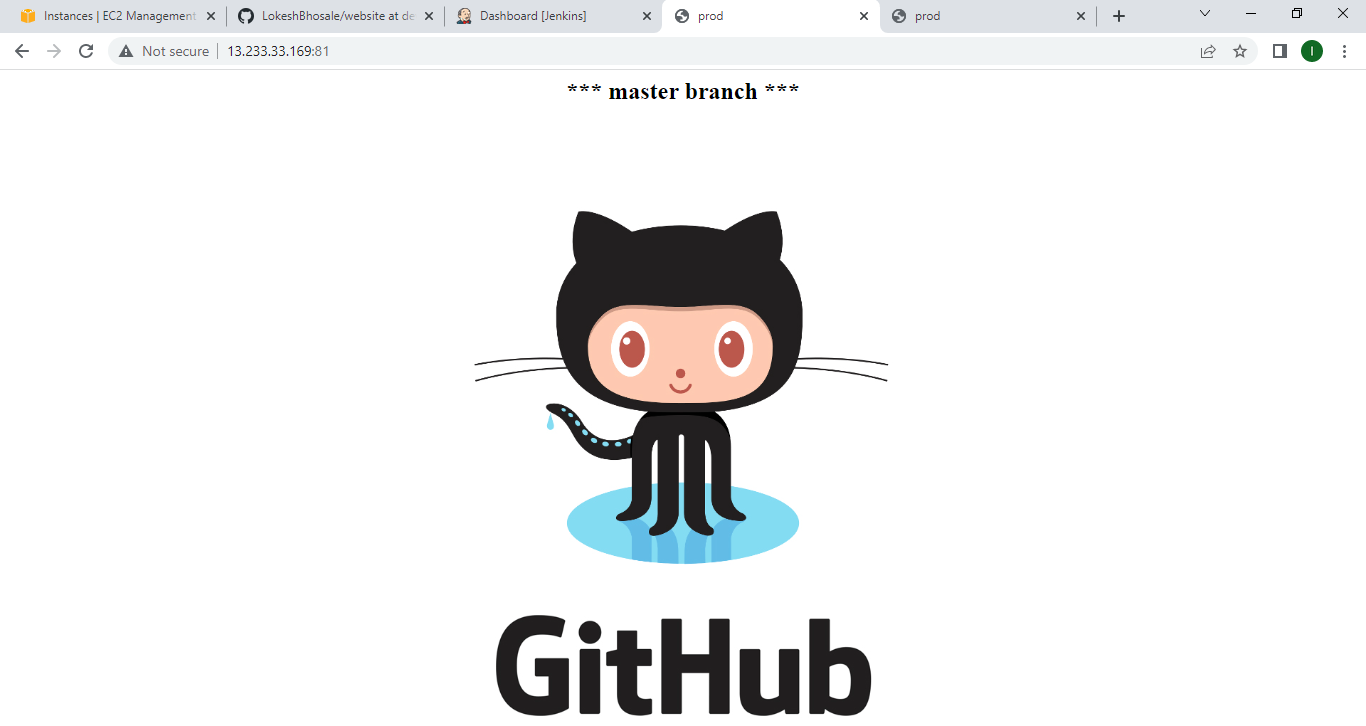 Instances | EC2 Management
LokeshBhosale/website at de
Dashboard [Jenkins]
prod
prod
Not secure
13.233.33.169:81
I
*** master branch ***
GitHub